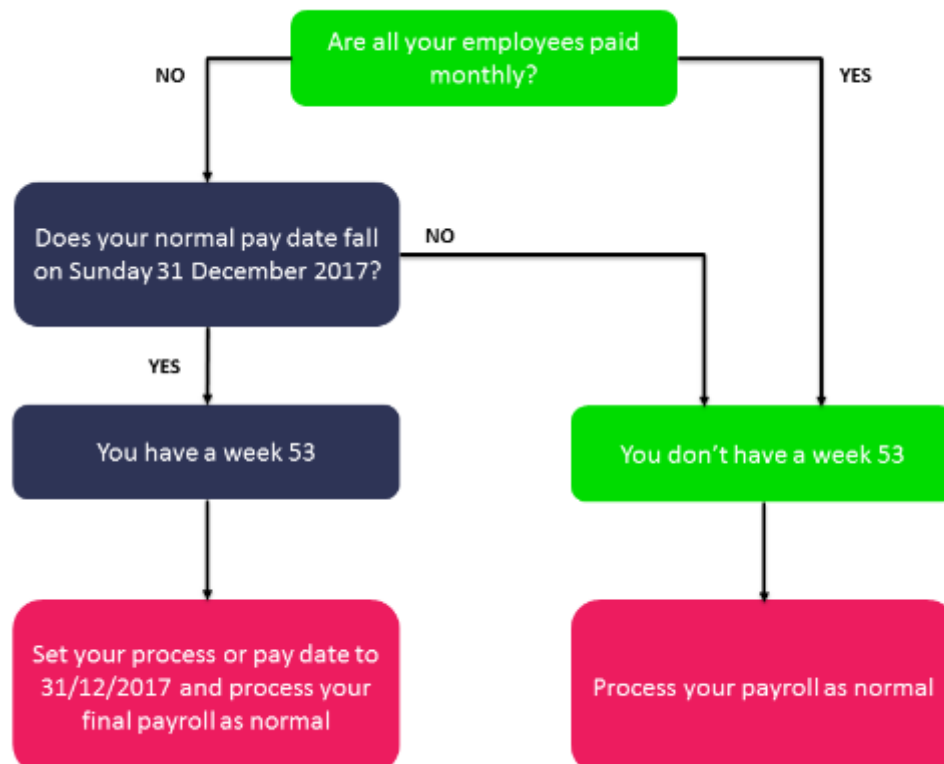 Are all your employees paid
monthly?
NO
YES
Does your normal pay date fall
on Sunday 31 December 2017?
NO
YES
You have a week 53
You don't have a week 53
Set your process or pay date to
31/12/2017 and process your
final payroll as normal
Process your payroll as normal